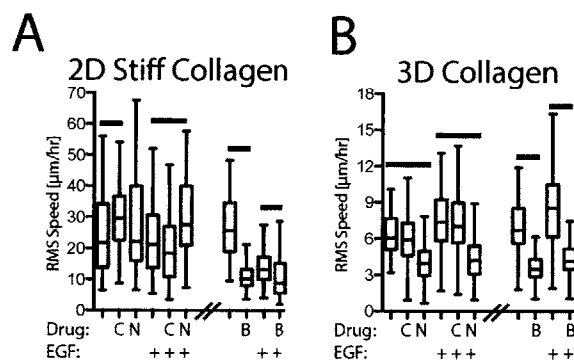 A
2D Stiff Collagen
RMS Speed [µm/hr]
70
60
50
40
30
20
10
0
Drug: C N C N B B
EGF: + + + + +
B
3D Collagen
RMS Speed [µm/hr]
18
15
12
9
6
3
0
Drug: C N C N B B
EGF: + + + + +